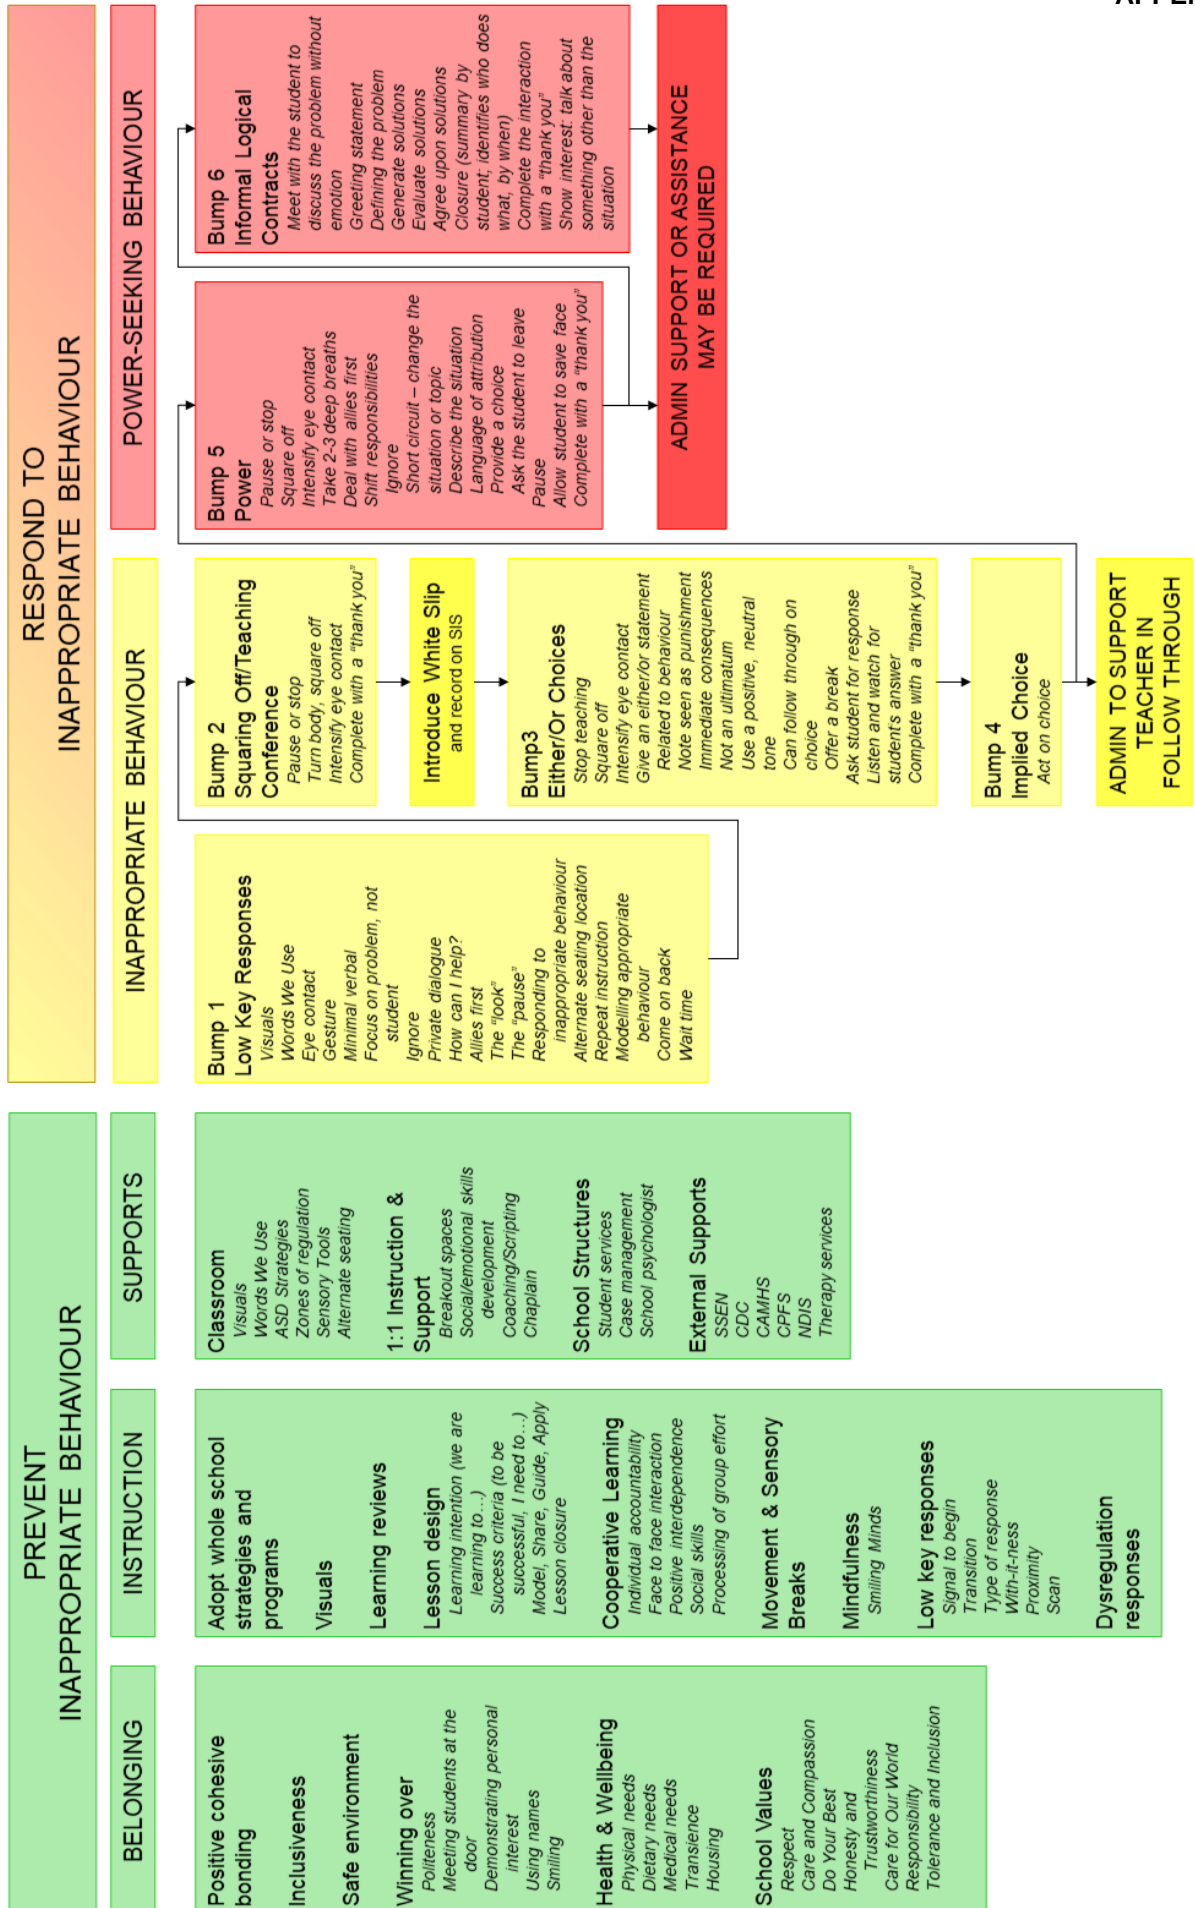 PREVENT
INAPPROPRIATE BEHAVIOUR
BELONGING
Positive cohesive
bonding
Inclusiveness
Safe environment
Winning over
Politeness
Meeting students at the
door
Demonstrating personal
interest
Using names
Smiling
Health & Wellbeing
Physical needs
Dietary needs
Medical needs
Transience
Housing
School Values
Respect
Care and Compassion
Do Your Best
Honesty and
Trustworthiness
Care for Our World
Responsibility
Tolerance and Inclusion
INSTRUCTION
Adopt whole school
strategies and
programs
Visuals
Learning reviews
Lesson design
Learning intention (we are
learning to…)
Success criteria (to be
successful, I need to…)
Model, Share, Guide, Apply
Lesson closure
Cooperative Learning
Individual accountability
Face to face interaction
Positive interdependence
Social skills
Processing of group effort
Movement & Sensory
Breaks
Mindfulness
Smiling Minds
Low key responses
Signal to begin
Transition
Type of response
With-it-ness
Proximity
Scan
Dysregulation
responses
SUPPORTS
Classroom
Visuals
Words We Use
ASD Strategies
Zones of regulation
Sensory Tools
Alternate seating
1:1 Instruction &
Support
Breakout spaces
Social/emotional skills
development
Coaching/Scripting
Chaplain
School Structures
Student services
Case management
School psychologist
External Supports
SSEN
CDC
CAMHS
CPFS
NDIS
Therapy services
RESPOND TO
INAPPROPRIATE BEHAVIOUR
INAPPROPRIATE BEHAVIOUR
Bump 1
Low Key Responses
Visuals
Words We Use
Eye contact
Gesture
Minimal verbal
Focus on problem, not
student
Ignore
Private dialogue
How can I help?
Allies first
The "look"
The "pause"
Responding to
inappropriate behaviour
Alternate seating location
Repeat instruction
Modelling appropriate
behaviour
Come on back
Wait time
Bump 2
Squaring Off/Teaching
Conference
Pause or stop
Turn body, square off
Intensify eye contact
Complete with a "thank you"
Introduce White Slip
and record on SIS
Bump3
Either/Or Choices
Stop teaching
Square off
Intensify eye contact
Give an either/or statement
Related to behaviour
Note seen as punishment
Immediate consequences
Not an ultimatum
Use a positive, neutral
tone
Can follow through on
choice
Offer a break
Ask student for response
Listen and watch for
student's answer
Complete with a "thank you"
Bump 4
Implied Choice
Act on choice
ADMIN TO SUPPORT
TEACHER IN
FOLLOW THROUGH
POWER-SEEKING BEHAVIOUR
Bump 5
Power
Pause or stop
Square off
Intensify eye contact
Take 2-3 deep breaths
Deal with allies first
Shift responsibilities
Ignore
Short circuit – change the
situation or topic
Describe the situation
Language of attribution
Provide a choice
Ask the student to leave
Pause
Allow student to save face
Complete with a "thank you"
Bump 6
Informal Logical
Contracts
Meet with the student to
discuss the problem without
emotion
Greeting statement
Defining the problem
Generate solutions
Evaluate solutions
Agree upon solutions
Closure (summary by
student; identifies who does
what, by when)
Complete the interaction
with a "thank you"
Show interest: talk about
something other than the
situation
ADMIN SUPPORT OR ASSISTANCE
MAY BE REQUIRED